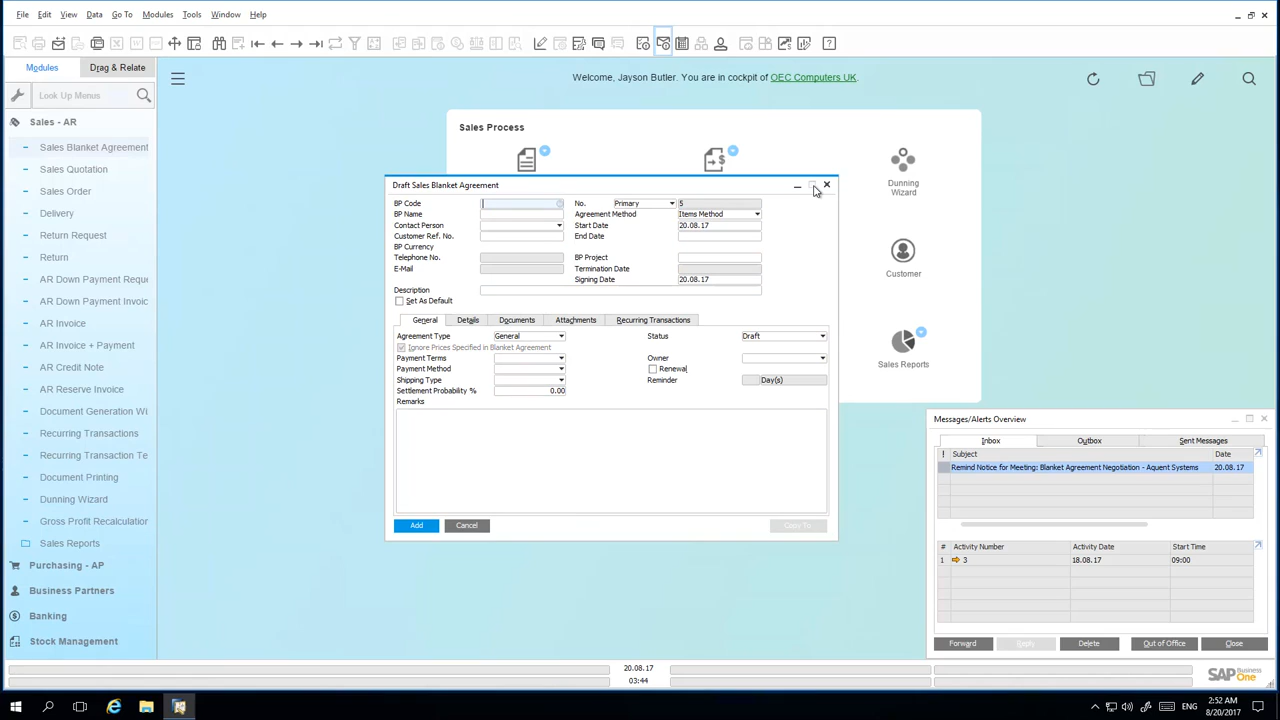 File Edit View Data Go To Modules Tools Window Help
Modules Drag & Relate
Look Up Menus
Welcome, Jayson Butler. You are in cockpit of OEC Computers UK.
Sales - AR
Sales Blanket Agreement
Sales Quotation
Sales Order
Delivery
Return Request
Return
AR Down Payment Reque
AR Down Payment Invoic
AR Invoice
AR Invoice + Payment
AR Credit Note
AR Reserve Invoice
Document Generation Wi
Recurring Transactions
Recurring Transaction Te
Document Printing
Dunning Wizard
Gross Profit Recalculation
Sales Reports
Purchasing - AP
Business Partners
Banking
Stock Management
Sales Process
Dunning
Wizard
Customer
Sales Reports
Draft Sales Blanket Agreement
BP Code No. Primary 5
BP Name Agreement Method Items Method
Contact Person Start Date 20.08.17
Customer Ref. No. End Date
BP Currency
Telephone No. BP Project
E-Mail Termination Date
Signing Date 20.08.17
Description
Set As Default
General Details Documents Attachments Recurring Transactions
Agreement Type General Status Draft
Ignore Prices Specified in Blanket Agreement
Payment Terms Owner
Payment Method Renewal
Shipping Type Reminder Day(s)
Settlement Probability % 0.00
Remarks
Add Cancel Copy To
Messages/Alerts Overview
Inbox Outbox Sent Messages
! Subject Date
Remind Notice for Meeting: Blanket Agreement Negotiation - Aquent Systems 20.08.17
# Activity Number Activity Date Start Time
1 3 18.08.17 09:00
Forward Reply Delete Out of Office Close
20.08.17
03:44
SAP Business One
ENG 2:52 AM
8/20/2017